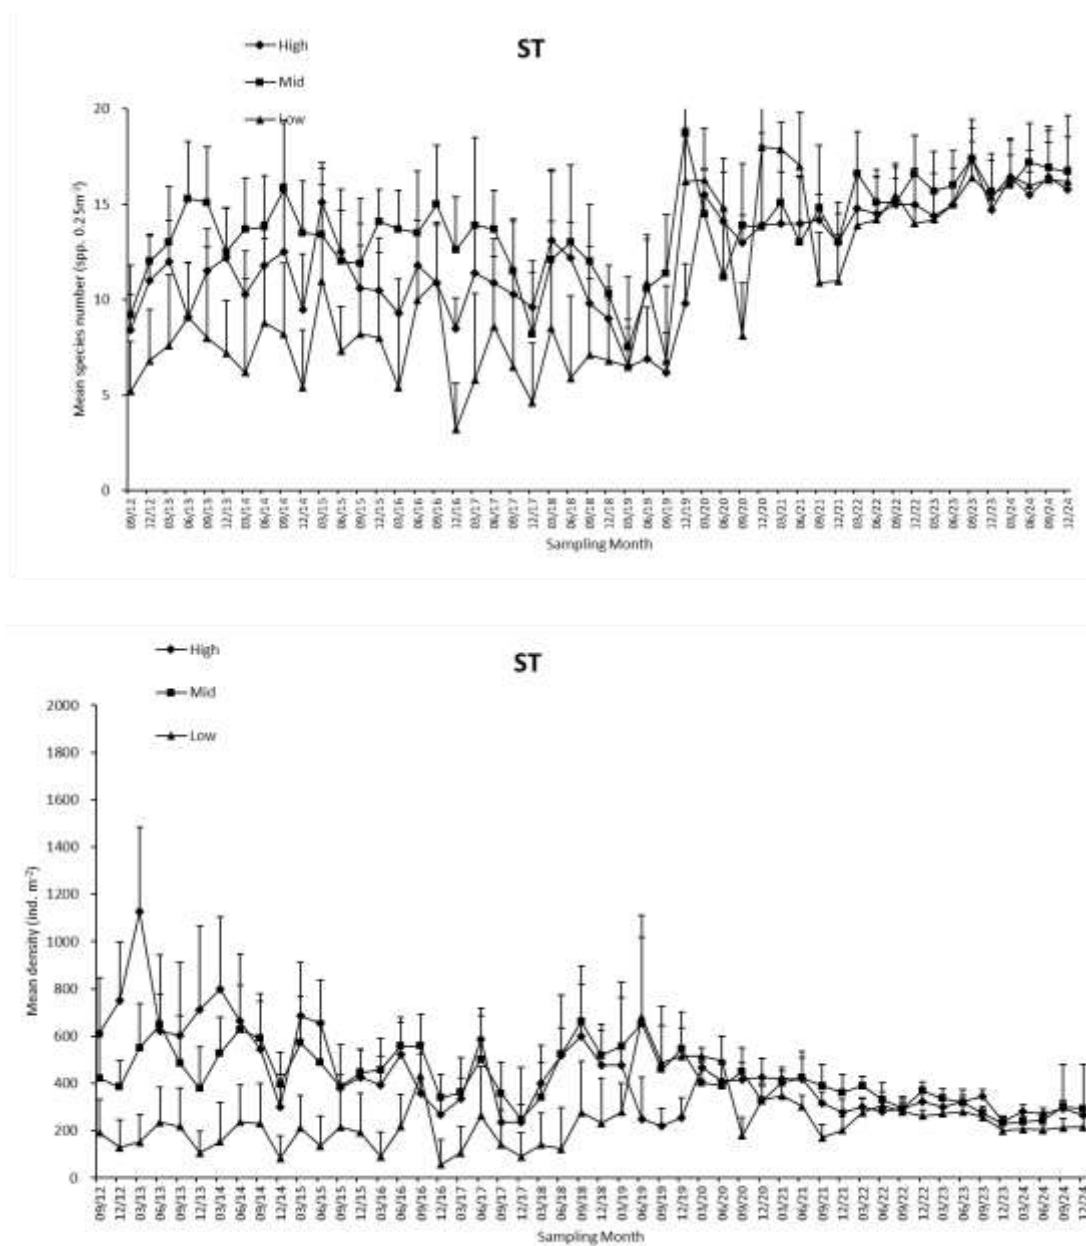 High
ST
Mid
Low
20
15
10
5
0
Mean species number (spp. 0.25m⁻²)
09/12 12/12 03/13 06/13 09/13 12/13 03/14 06/14 09/14 12/14 03/15 06/15 09/15 12/15 03/16 06/16 09/16 12/16 03/17 06/17 09/17 12/17 03/18 06/18 09/18 12/18 03/19 06/19 09/19 12/19 03/20 06/20 09/20 12/20 03/21 06/21 09/21 12/21 03/22 06/22 09/22 12/22 03/23 06/23 09/23 12/23 03/24 06/24 09/24 12/24
Sampling Month
High
ST
Mid
Low
2000
1800
1600
1400
1200
1000
800
600
400
200
0
Mean density (ind. m⁻²)
09/12 12/12 03/13 06/13 09/13 12/13 03/14 06/14 09/14 12/14 03/15 06/15 09/15 12/15 03/16 06/16 09/16 12/16 03/17 06/17 09/17 12/17 03/18 06/18 09/18 12/18 03/19 06/19 09/19 12/19 03/20 06/20 09/20 12/20 03/21 06/21 09/21 12/21 03/22 06/22 09/22 12/22 03/23 06/23 09/23 12/23 03/24 06/24 09/24
Sampling Month